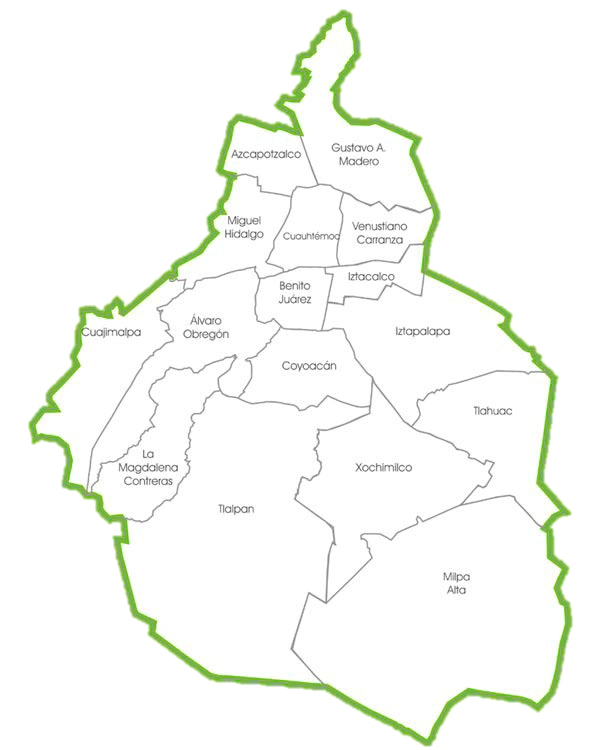 Gustavo A.
Madero
Azcapotzalco
Miguel
Hidalgo
Cuauhtémoc
Venustiano
Carranza
Iztacalco
Benito
Juárez
Cuajimalpa
Álvaro
Obregón
Iztapalapa
Coyoacán
Tlahuac
La
Magdalena
Contreras
Xochimilco
Tlalpan
Milpa
Alta